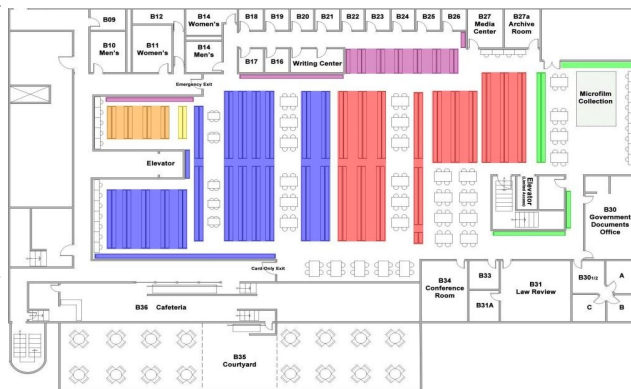 B09
B12
B14
Women's
B18
B19
B20
B21
B22
B23
B24
B25
B26
B27
Media
Center
B27a
Archive
Room
B10
Men's
B11
Women's
B14
Men's
B17
B16
Writing Center
Emergency Exit
Microfilm
Collection
Elevator
Elevator
(Limited Access)
B30
Government
Documents
Office
Card-Only Exit
B34
Conference
Room
B33
B31A
B31
Law Review
B301/2
A
C
B
B36
Cafeteria
B35
Courtyard